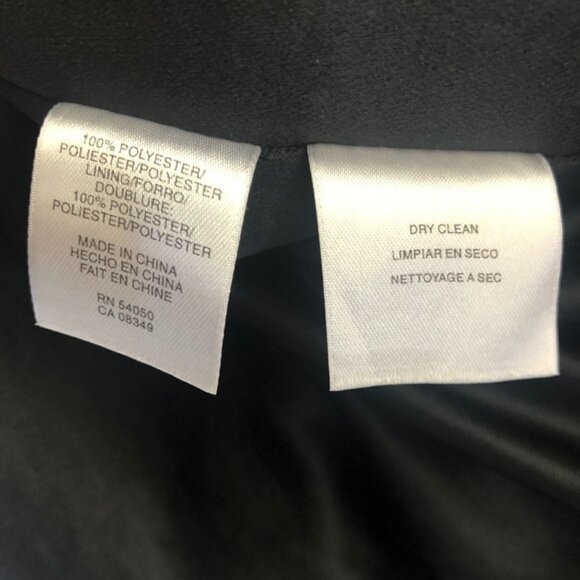 100% POLYESTER/
POLIESTER/POLYESTER
LINING/FORRO/
DOUBLURE:
100% POLYESTER/
POLIESTER/POLYESTER
MADE IN CHINA
HECHO EN CHINA
FAIT EN CHINE
RN 54050
CA 08349
DRY CLEAN
LIMPIAR EN SECO
NETTOYAGE A SEC